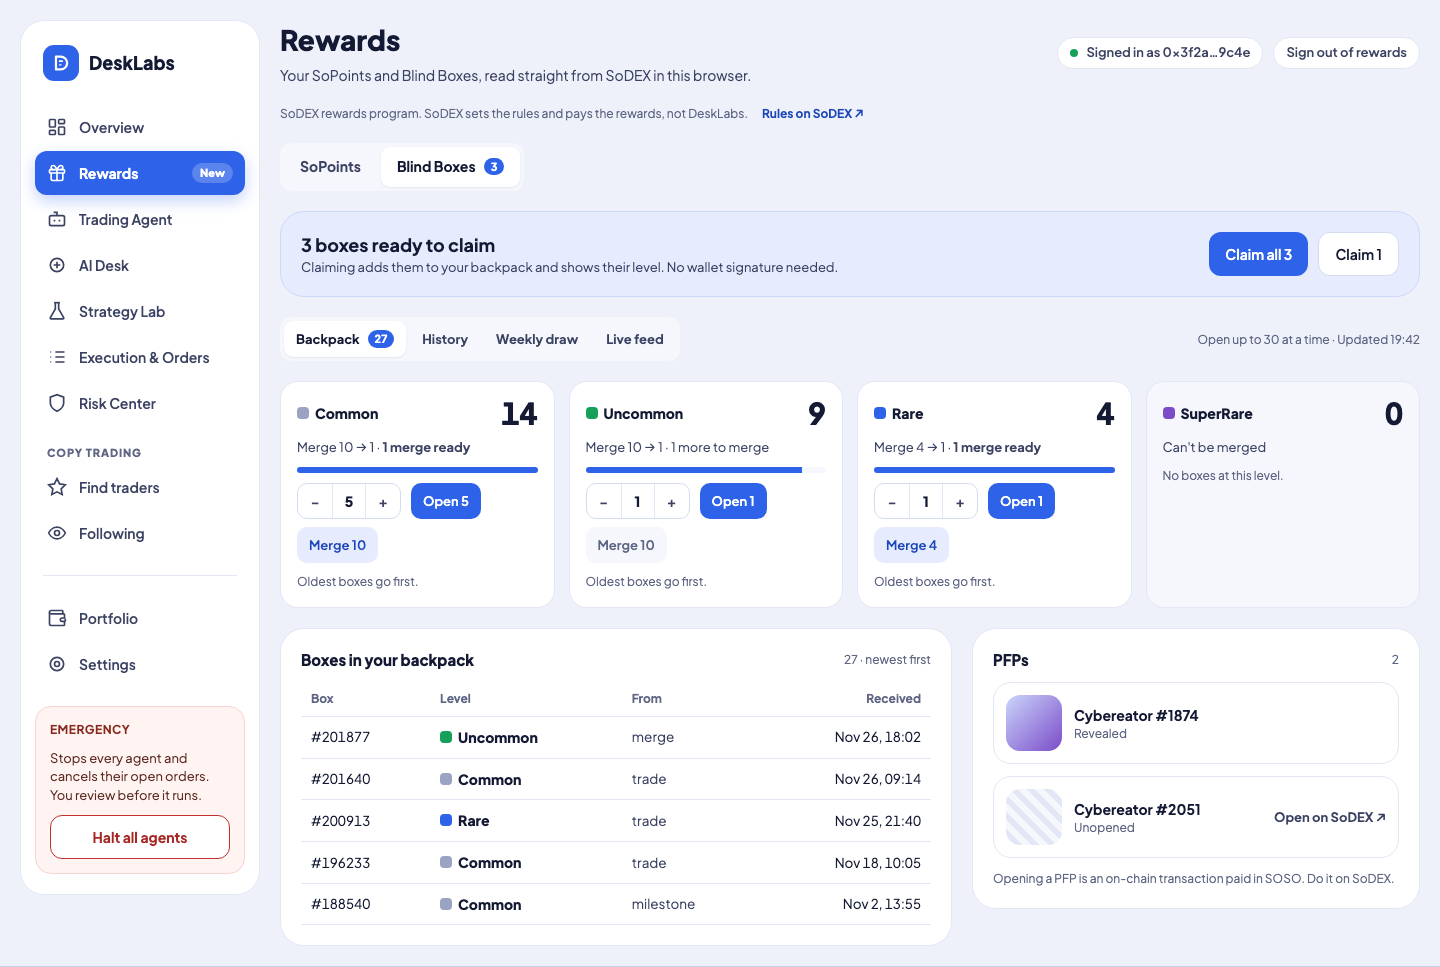 DeskLabs
Overview
Rewards New
Trading Agent
AI Desk
Strategy Lab
Execution & Orders
Risk Center
COPY TRADING
Find traders
Following
Portfolio
Settings
EMERGENCY
Stops every agent and
cancels their open orders.
You review before it runs.
Halt all agents
Rewards
Your SoPoints and Blind Boxes, read straight from SoDEX in this browser.
Signed in as 0×3f2a…9c4e
Sign out of rewards
SoDEX rewards program. SoDEX sets the rules and pays the rewards, not DeskLabs. Rules on SoDEX ↗
SoPoints Blind Boxes 3
3 boxes ready to claim
Claiming adds them to your backpack and shows their level. No wallet signature needed.
Claim all 3 Claim 1
Backpack 27 History Weekly draw Live feed
Open up to 30 at a time · Updated 19:42
Common 14
Merge 10 → 1 · 1 merge ready
− 5 + Open 5
Merge 10
Oldest boxes go first.
Uncommon 9
Merge 10 → 1 · 1 more to merge
− 1 + Open 1
Merge 10
Oldest boxes go first.
Rare 4
Merge 4 → 1 · 1 merge ready
− 1 + Open 1
Merge 4
Oldest boxes go first.
SuperRare 0
Can't be merged
No boxes at this level.
Boxes in your backpack 27 · newest first
Box Level From Received
#201877 Uncommon merge Nov 26, 18:02
#201640 Common trade Nov 26, 09:14
#200913 Rare trade Nov 25, 21:40
#196233 Common trade Nov 18, 10:05
#188540 Common milestone Nov 2, 13:55
PFPs 2
Cybereator #1874
Revealed
Cybereator #2051
Unopened
Open on SoDEX ↗
Opening a PFP is an on-chain transaction paid in SOSO. Do it on SoDEX.